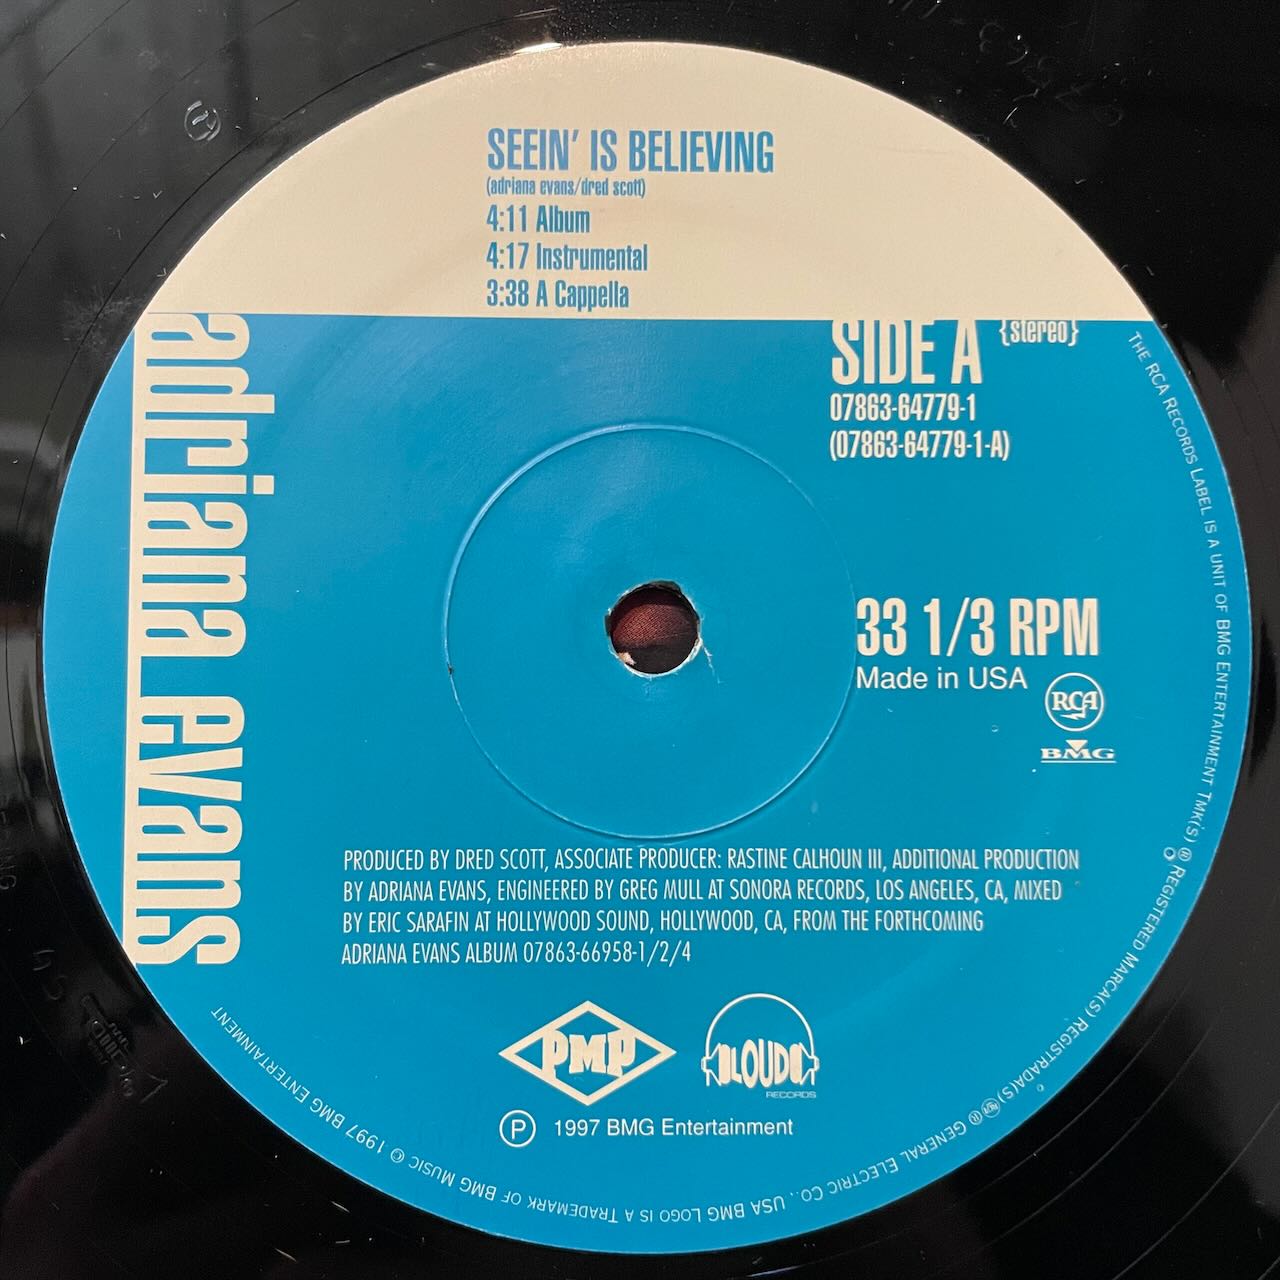 SEEIN' IS BELIEVING
(adriana evans/dred scott)
4:11 Album
4:17 Instrumental
3:38 A Cappella
adriana evans
SIDE A {stereo}
07863-64779-1
(07863-64779-1-A)
33 1/3 RPM
Made in USA
RCA
BMG
PRODUCED BY DRED SCOTT, ASSOCIATE PRODUCER: RASTINE CALHOUN III, ADDITIONAL PRODUCTION
BY ADRIANA EVANS, ENGINEERED BY GREG MULL AT SONORA RECORDS, LOS ANGELES, CA, MIXED
BY ERIC SARAFIN AT HOLLYWOOD SOUND, HOLLYWOOD, CA, FROM THE FORTHCOMING
ADRIANA EVANS ALBUM 07863-66958-1/2/4
PMP
LOUD
RECORDS
Ⓟ 1997 BMG Entertainment
THE RCA RECORDS LABEL IS A UNIT OF BMG ENTERTAINMENT TMK(S) ® REGISTERED MARCA(S) REGISTRADA(S) ® GENERAL ELECTRIC CO., USA BMG LOGO IS A TRADEMARK OF BMG MUSIC © 1997 BMG ENTERTAINMENT